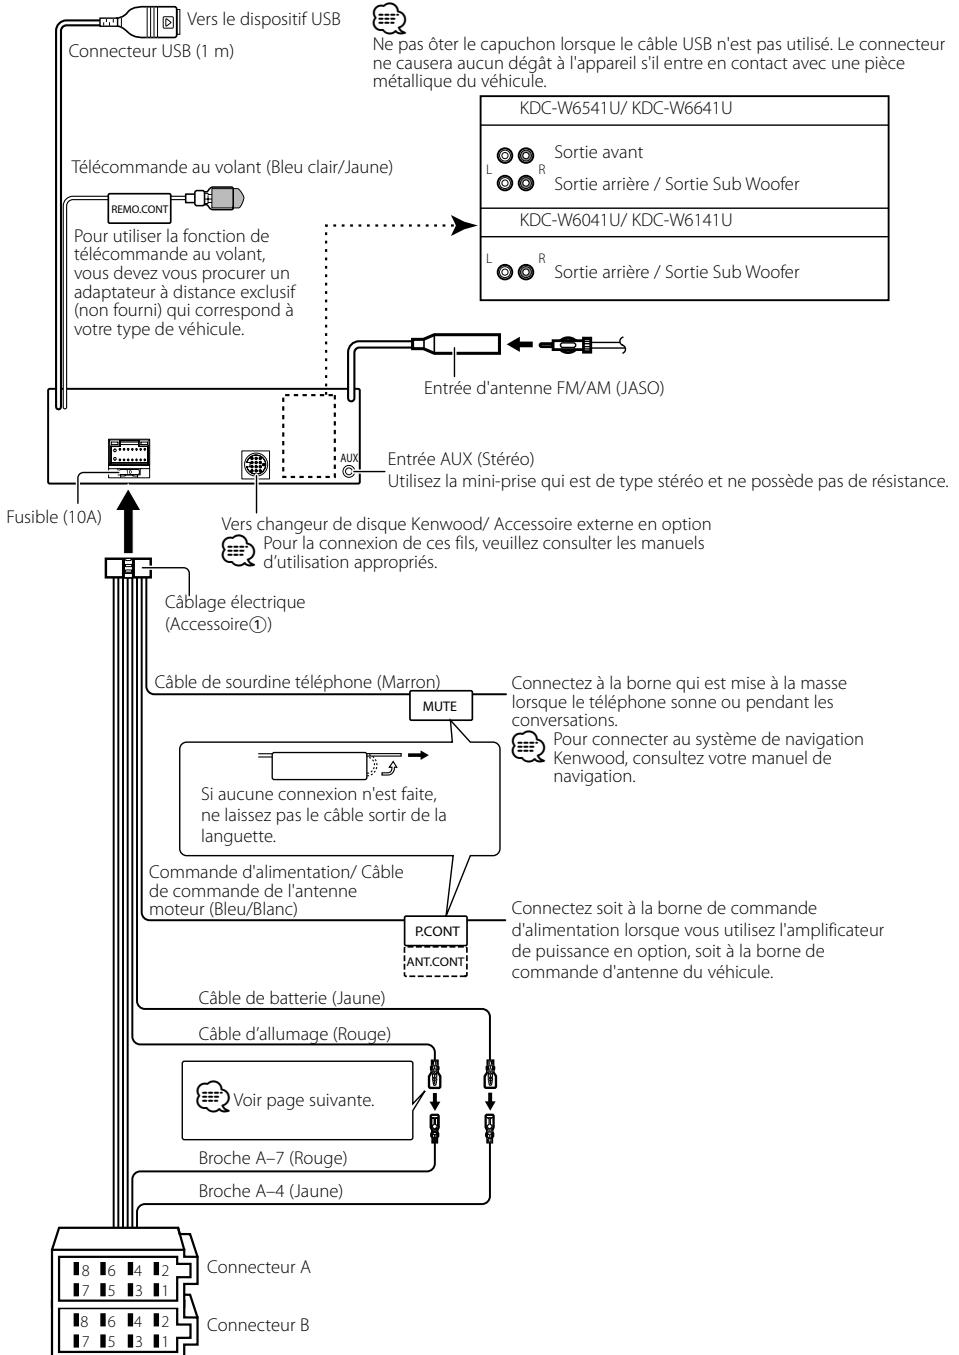 Vers le dispositif USB
Connecteur USB (1 m)
Ne pas ôter le capuchon lorsque le câble USB n'est pas utilisé. Le connecteur
ne causera aucun dégât à l'appareil s'il entre en contact avec une pièce
métallique du véhicule.
KDC-W6541U/ KDC-W6641U
Sortie avant
L R
Sortie arrière / Sortie Sub Woofer
KDC-W6041U/ KDC-W6141U
L R
Sortie arrière / Sortie Sub Woofer
Télécommande au volant (Bleu clair/Jaune)
REMO.CONT
Pour utiliser la fonction de
télécommande au volant,
vous devez vous procurer un
adaptateur à distance exclusif
(non fourni) qui correspond à
votre type de véhicule.
Entrée d'antenne FM/AM (JASO)
AUX
Entrée AUX (Stéréo)
Utilisez la mini-prise qui est de type stéréo et ne possède pas de résistance.
Fusible (10A)
Vers changeur de disque Kenwood/ Accessoire externe en option
Pour la connexion de ces fils, veuillez consulter les manuels
d’utilisation appropriés.
Câblage électrique
(Accessoire①)
Câble de sourdine téléphone (Marron)
MUTE
Connectez à la borne qui est mise à la masse
lorsque le téléphone sonne ou pendant les
conversations.
Pour connecter au système de navigation
Kenwood, consultez votre manuel de
navigation.
Si aucune connexion n'est faite,
ne laissez pas le câble sortir de la
languette.
Commande d'alimentation/ Câble
de commande de l'antenne
moteur (Bleu/Blanc)
P.CONT
ANT.CONT
Connectez soit à la borne de commande
d'alimentation lorsque vous utilisez l'amplificateur
de puissance en option, soit à la borne de
commande d'antenne du véhicule.
Câble de batterie (Jaune)
Câble d’allumage (Rouge)
Voir page suivante.
Broche A–7 (Rouge)
Broche A–4 (Jaune)
8 6 4 2
7 5 3 1
Connecteur A
8 6 4 2
7 5 3 1
Connecteur B